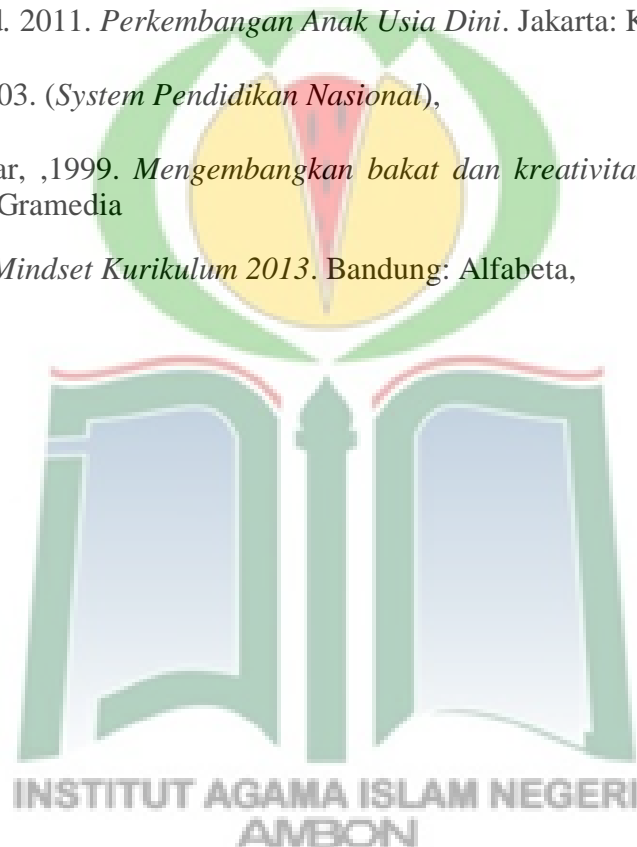 l. 2011. Perkembangan Anak Usia Dini. Jakarta: K
03. (System Pendidikan Nasional),
ar, ,1999. Mengembangkan bakat dan kreativita
Gramedia
Mindset Kurikulum 2013. Bandung: Alfabeta,
INSTITUT AGAMA ISLAM NEGERI
AMBON